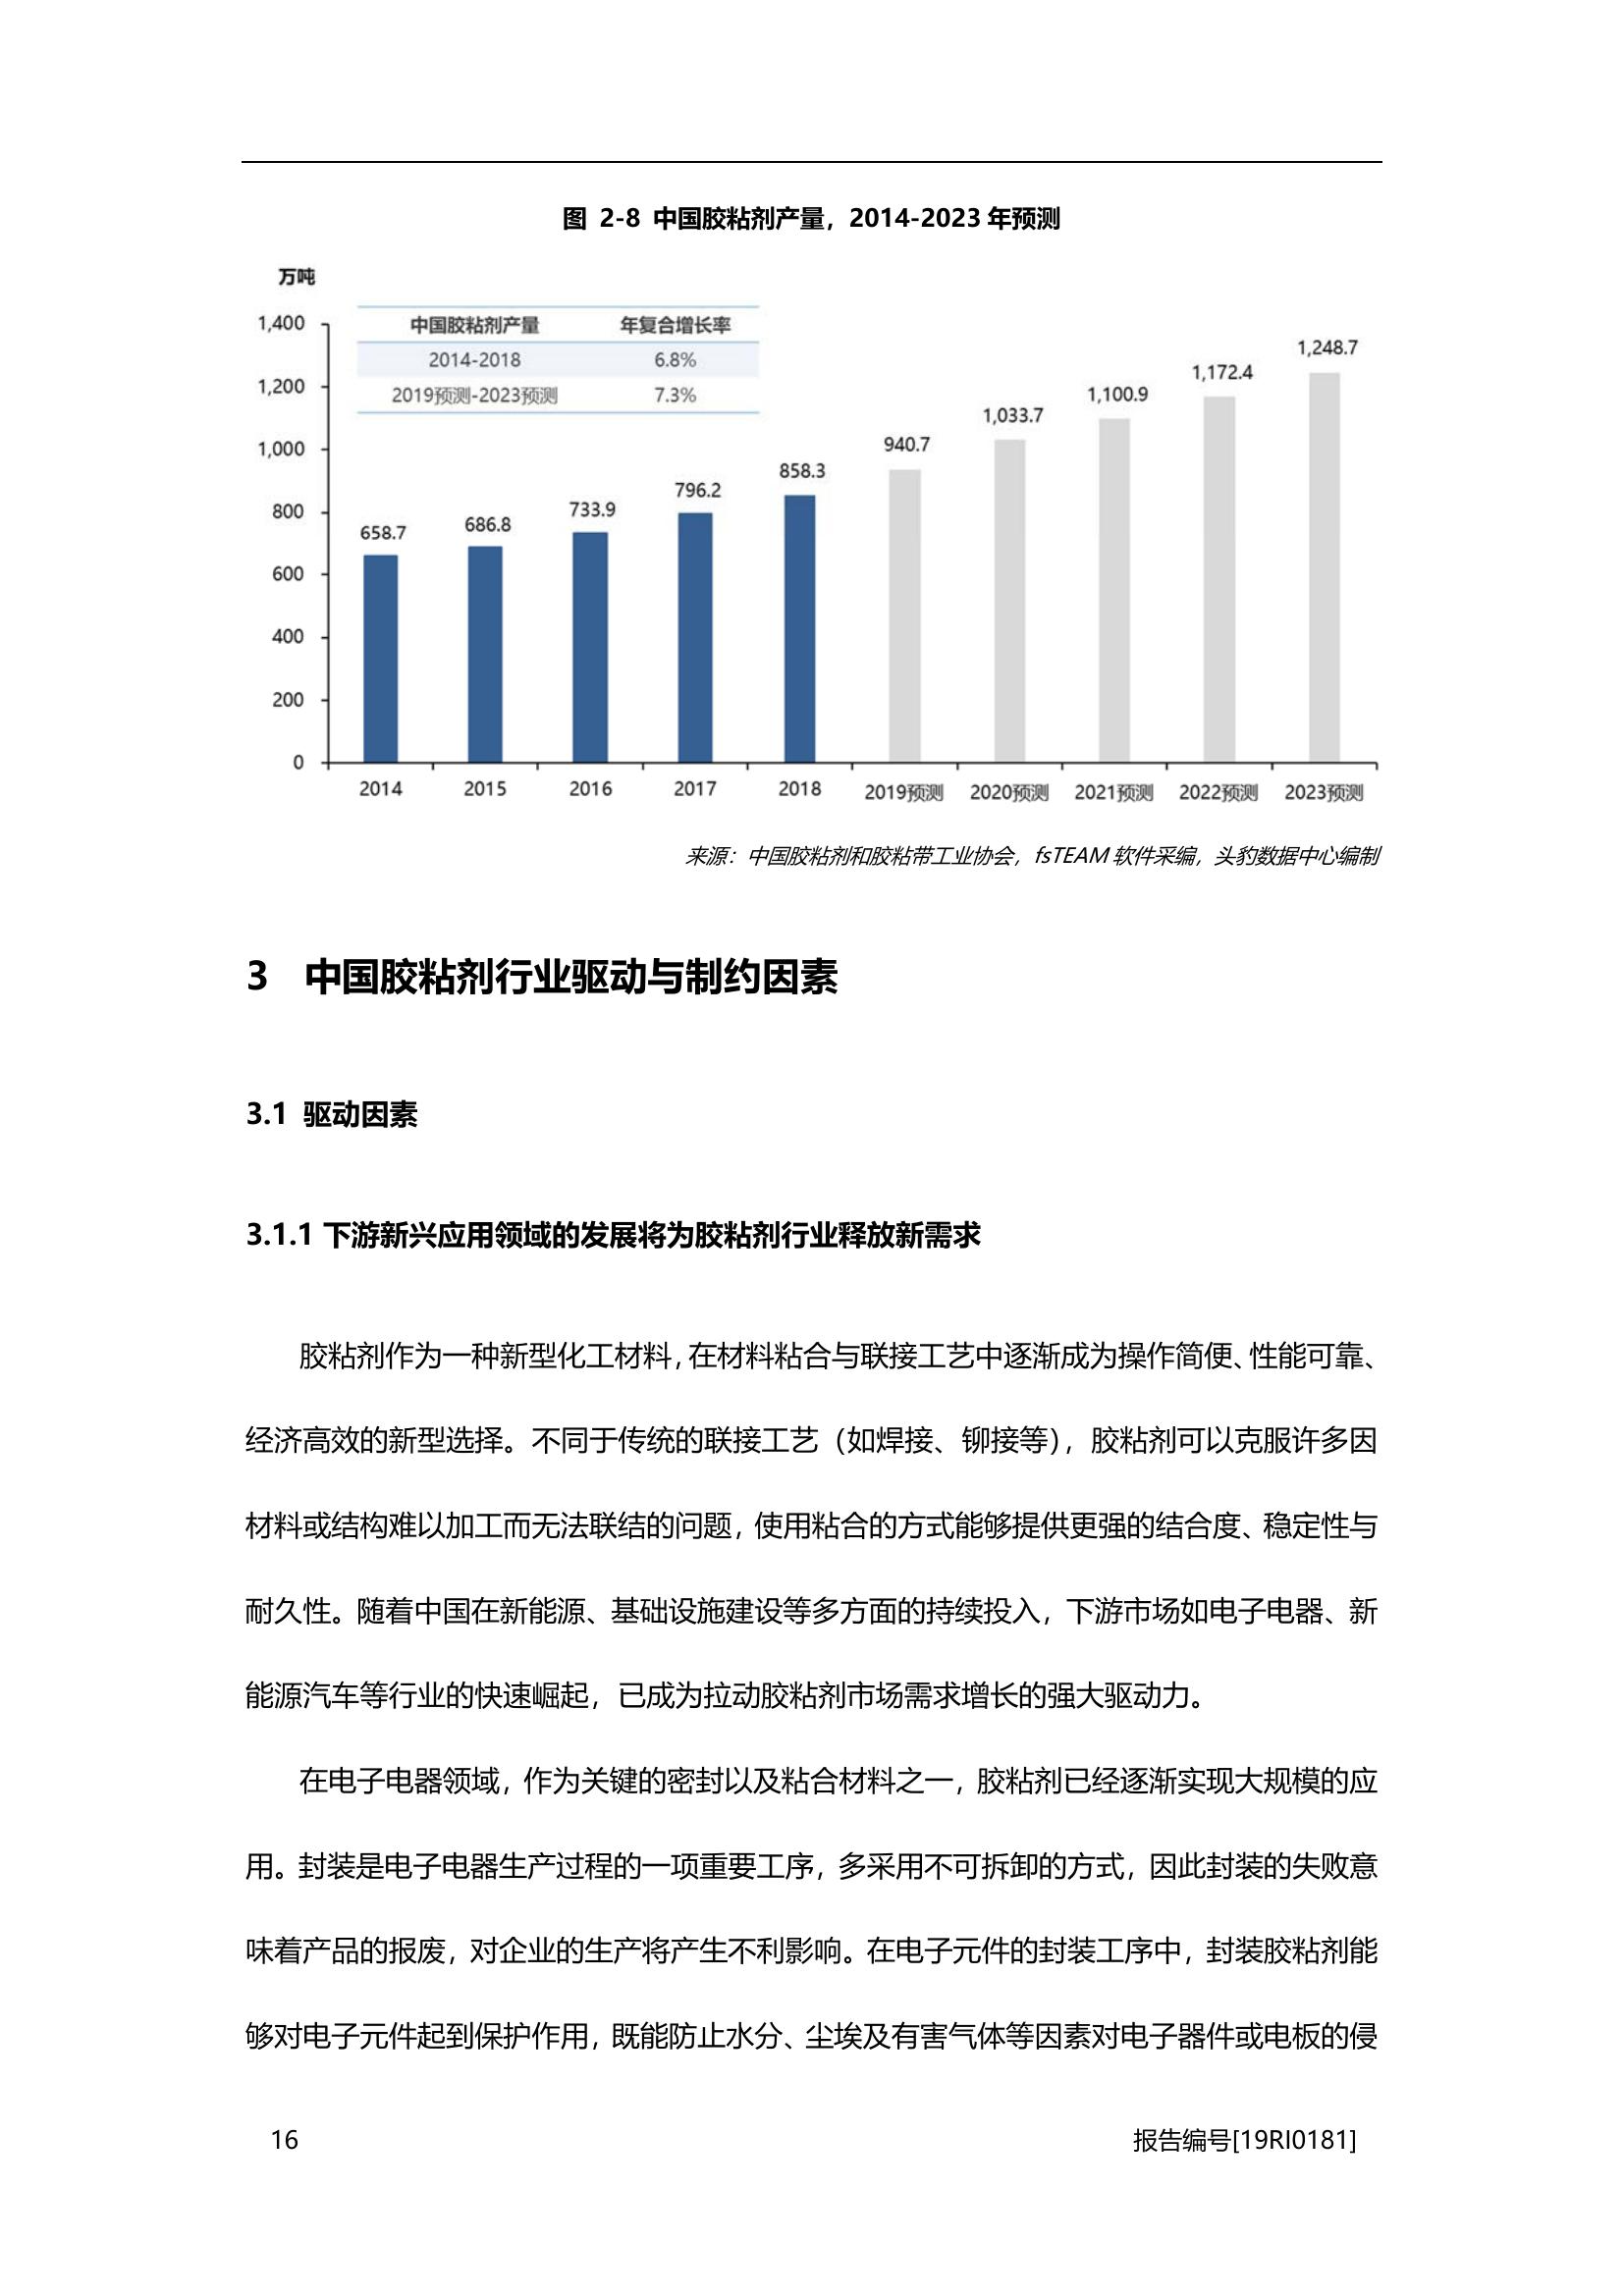 图 2-8 中国胶粘剂产量，2014-2023 年预测
万吨
中国胶粘剂产量 年复合增长率
2014-2018 6.8%
2019预测-2023预测 7.3%
1,400
1,200
1,000
800
600
400
200
0
658.7
686.8
733.9
796.2
858.3
940.7
1,033.7
1,100.9
1,172.4
1,248.7
2014 2015 2016 2017 2018 2019预测 2020预测 2021预测 2022预测 2023预测
来源：中国胶粘剂和胶粘带工业协会，fsTEAM 软件采编，头豹数据中心编制
3 中国胶粘剂行业驱动与制约因素
3.1 驱动因素
3.1.1 下游新兴应用领域的发展将为胶粘剂行业释放新需求
胶粘剂作为一种新型化工材料，在材料粘合与联接工艺中逐渐成为操作简便、性能可靠、
经济高效的新型选择。不同于传统的联接工艺（如焊接、铆接等），胶粘剂可以克服许多因
材料或结构难以加工而无法联结的问题，使用粘合的方式能够提供更强的结合度、稳定性与
耐久性。随着中国在新能源、基础设施建设等多方面的持续投入，下游市场如电子电器、新
能源汽车等行业的快速崛起，已成为拉动胶粘剂市场需求增长的强大驱动力。
在电子电器领域，作为关键的密封以及粘合材料之一，胶粘剂已经逐渐实现大规模的应
用。封装是电子电器生产过程的一项重要工序，多采用不可拆卸的方式，因此封装的失败意
味着产品的报废，对企业的生产将产生不利影响。在电子元件的封装工序中，封装胶粘剂能
够对电子元件起到保护作用，既能防止水分、尘埃及有害气体等因素对电子器件或电板的侵
16 报告编号[19RI0181]